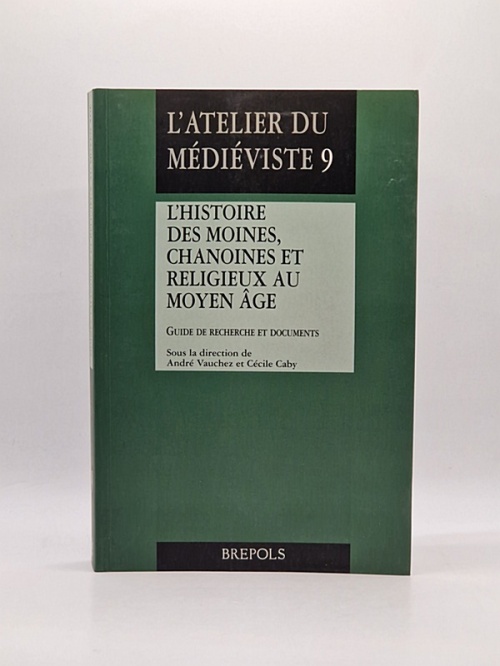 L'ATELIER DU
MÉDIÉVISTE 9
L'HISTOIRE
DES MOINES,
CHANOINES ET
RELIGIEUX AU
MOYEN ÂGE
GUIDE DE RECHERCHE ET DOCUMENTS
Sous la direction de
André Vauchez et Cécile Caby
BREPOLS